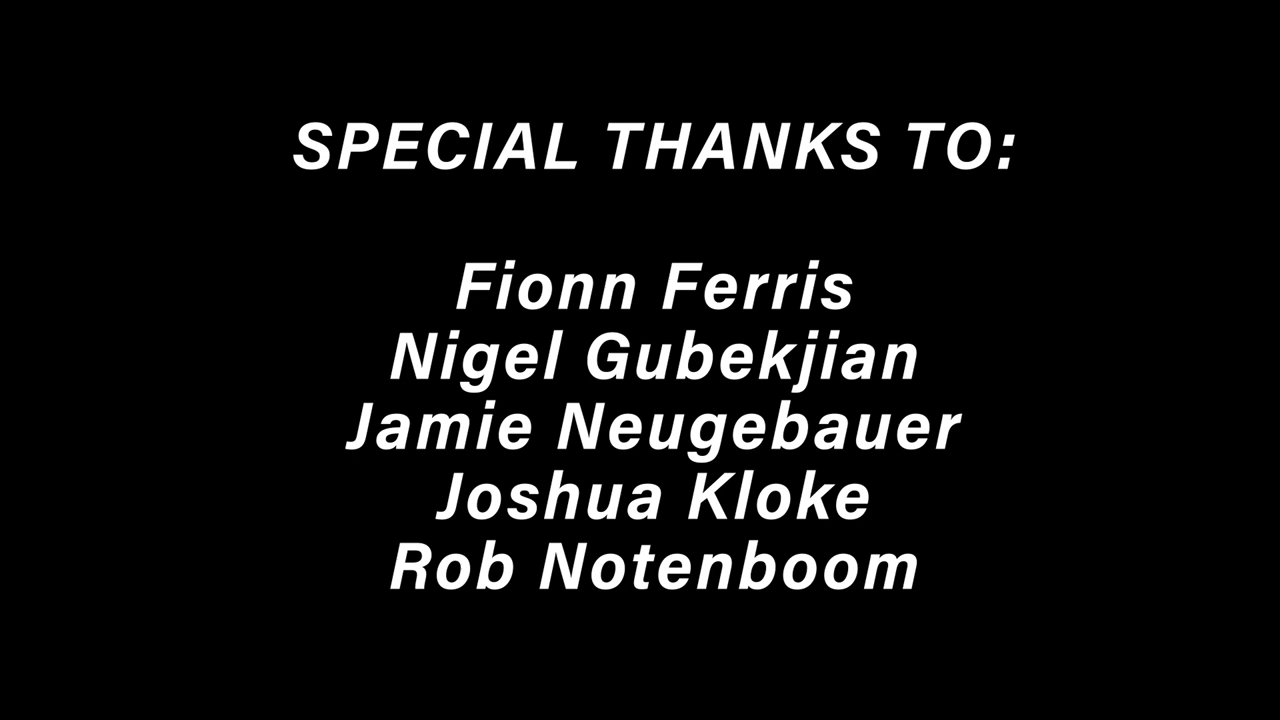 SPECIAL THANKS TO:
Fionn Ferris
Nigel Gubekjian
Jamie Neugebauer
Joshua Kloke
Rob Notenboom